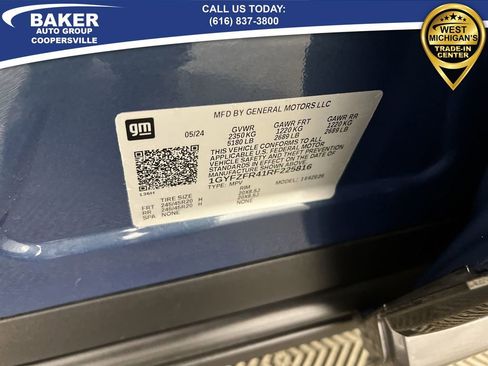 BAKER
AUTO GROUP
COOPERSVILLE
CALL US TODAY:
(616) 837-3800
WEST
MICHIGAN'S
TRADE-IN
CENTER
gm
MFD BY GENERAL MOTORS LLC
05/24
GVWR GAWR FRT GAWR RR
2350 KG 1220 KG 1220 KG
5180 LB 2689 LB 2689 LB
THIS VEHICLE CONFORMS TO ALL APPLICABLE
FEDERAL MOTOR
VEHICLE SAFETY AND THEFT PREVENTION
STANDARDS IN EFFECT ON THE DATE OF
MANUFACTURE SHOWN ABOVE.
1GYFZFR41RF225816
MPV MODEL:
TIRE SIZE RIM
FRT 245/45R20 H 20X8.5J
RR 245/45R20 H 20X8.5J
SPA NONE NONE